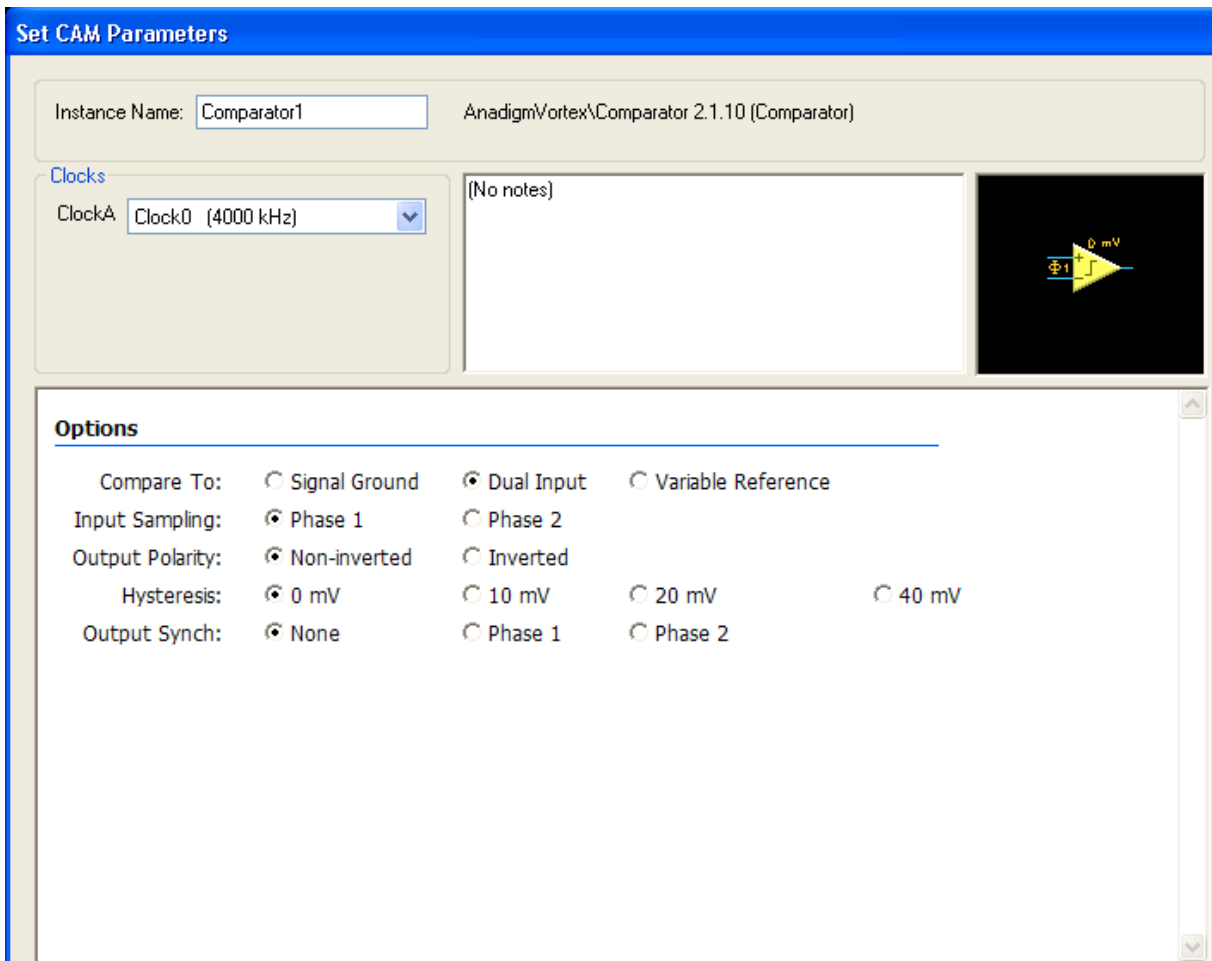 Set CAM Parameters
Instance Name: Comparator1 AnadigmVortex\Comparator 2.1.10 (Comparator)
Clocks
ClockA Clock0 (4000 kHz)
(No notes)
0 mV
Φ1
Options
Compare To: Signal Ground Dual Input Variable Reference
Input Sampling: Phase 1 Phase 2
Output Polarity: Non-inverted Inverted
Hysteresis: 0 mV 10 mV 20 mV 40 mV
Output Synch: None Phase 1 Phase 2